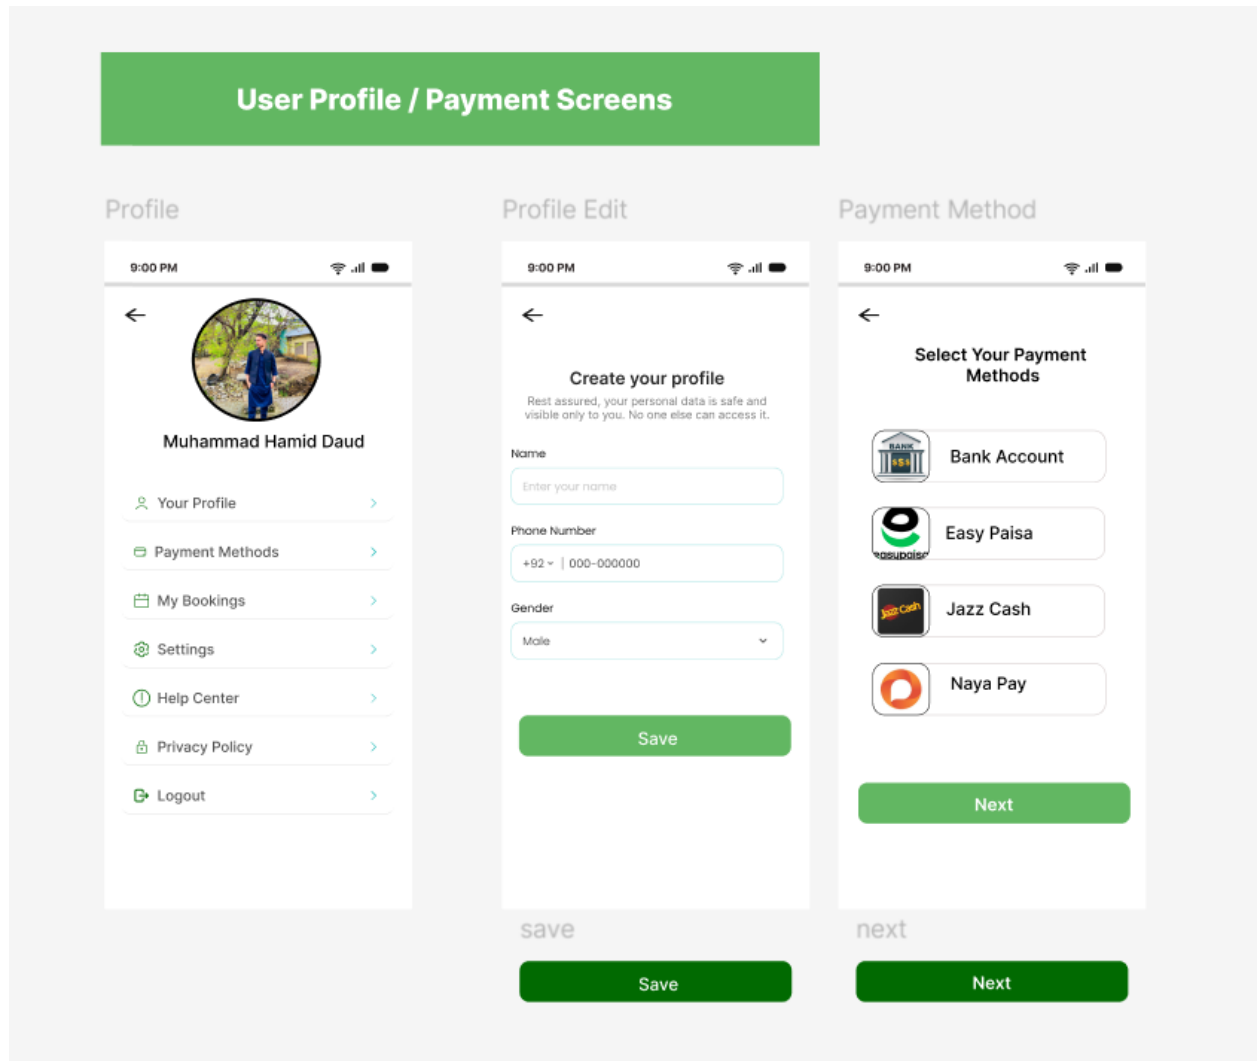 User Profile / Payment Screens
Profile
9:00 PM
Muhammad Hamid Daud
Your Profile
Payment Methods
My Bookings
Settings
Help Center
Privacy Policy
Logout
Profile Edit
9:00 PM
Create your profile
Rest assured, your personal data is safe and
visible only to you. No one else can access it.
Name
Enter your name
Phone Number
+92 000-000000
Gender
Male
Save
save
Save
Payment Method
9:00 PM
Select Your Payment
Methods
BANK
$$$
Bank Account
easypaisa
Easy Paisa
Jazz Cash
Jazz Cash
Naya Pay
Next
next
Next